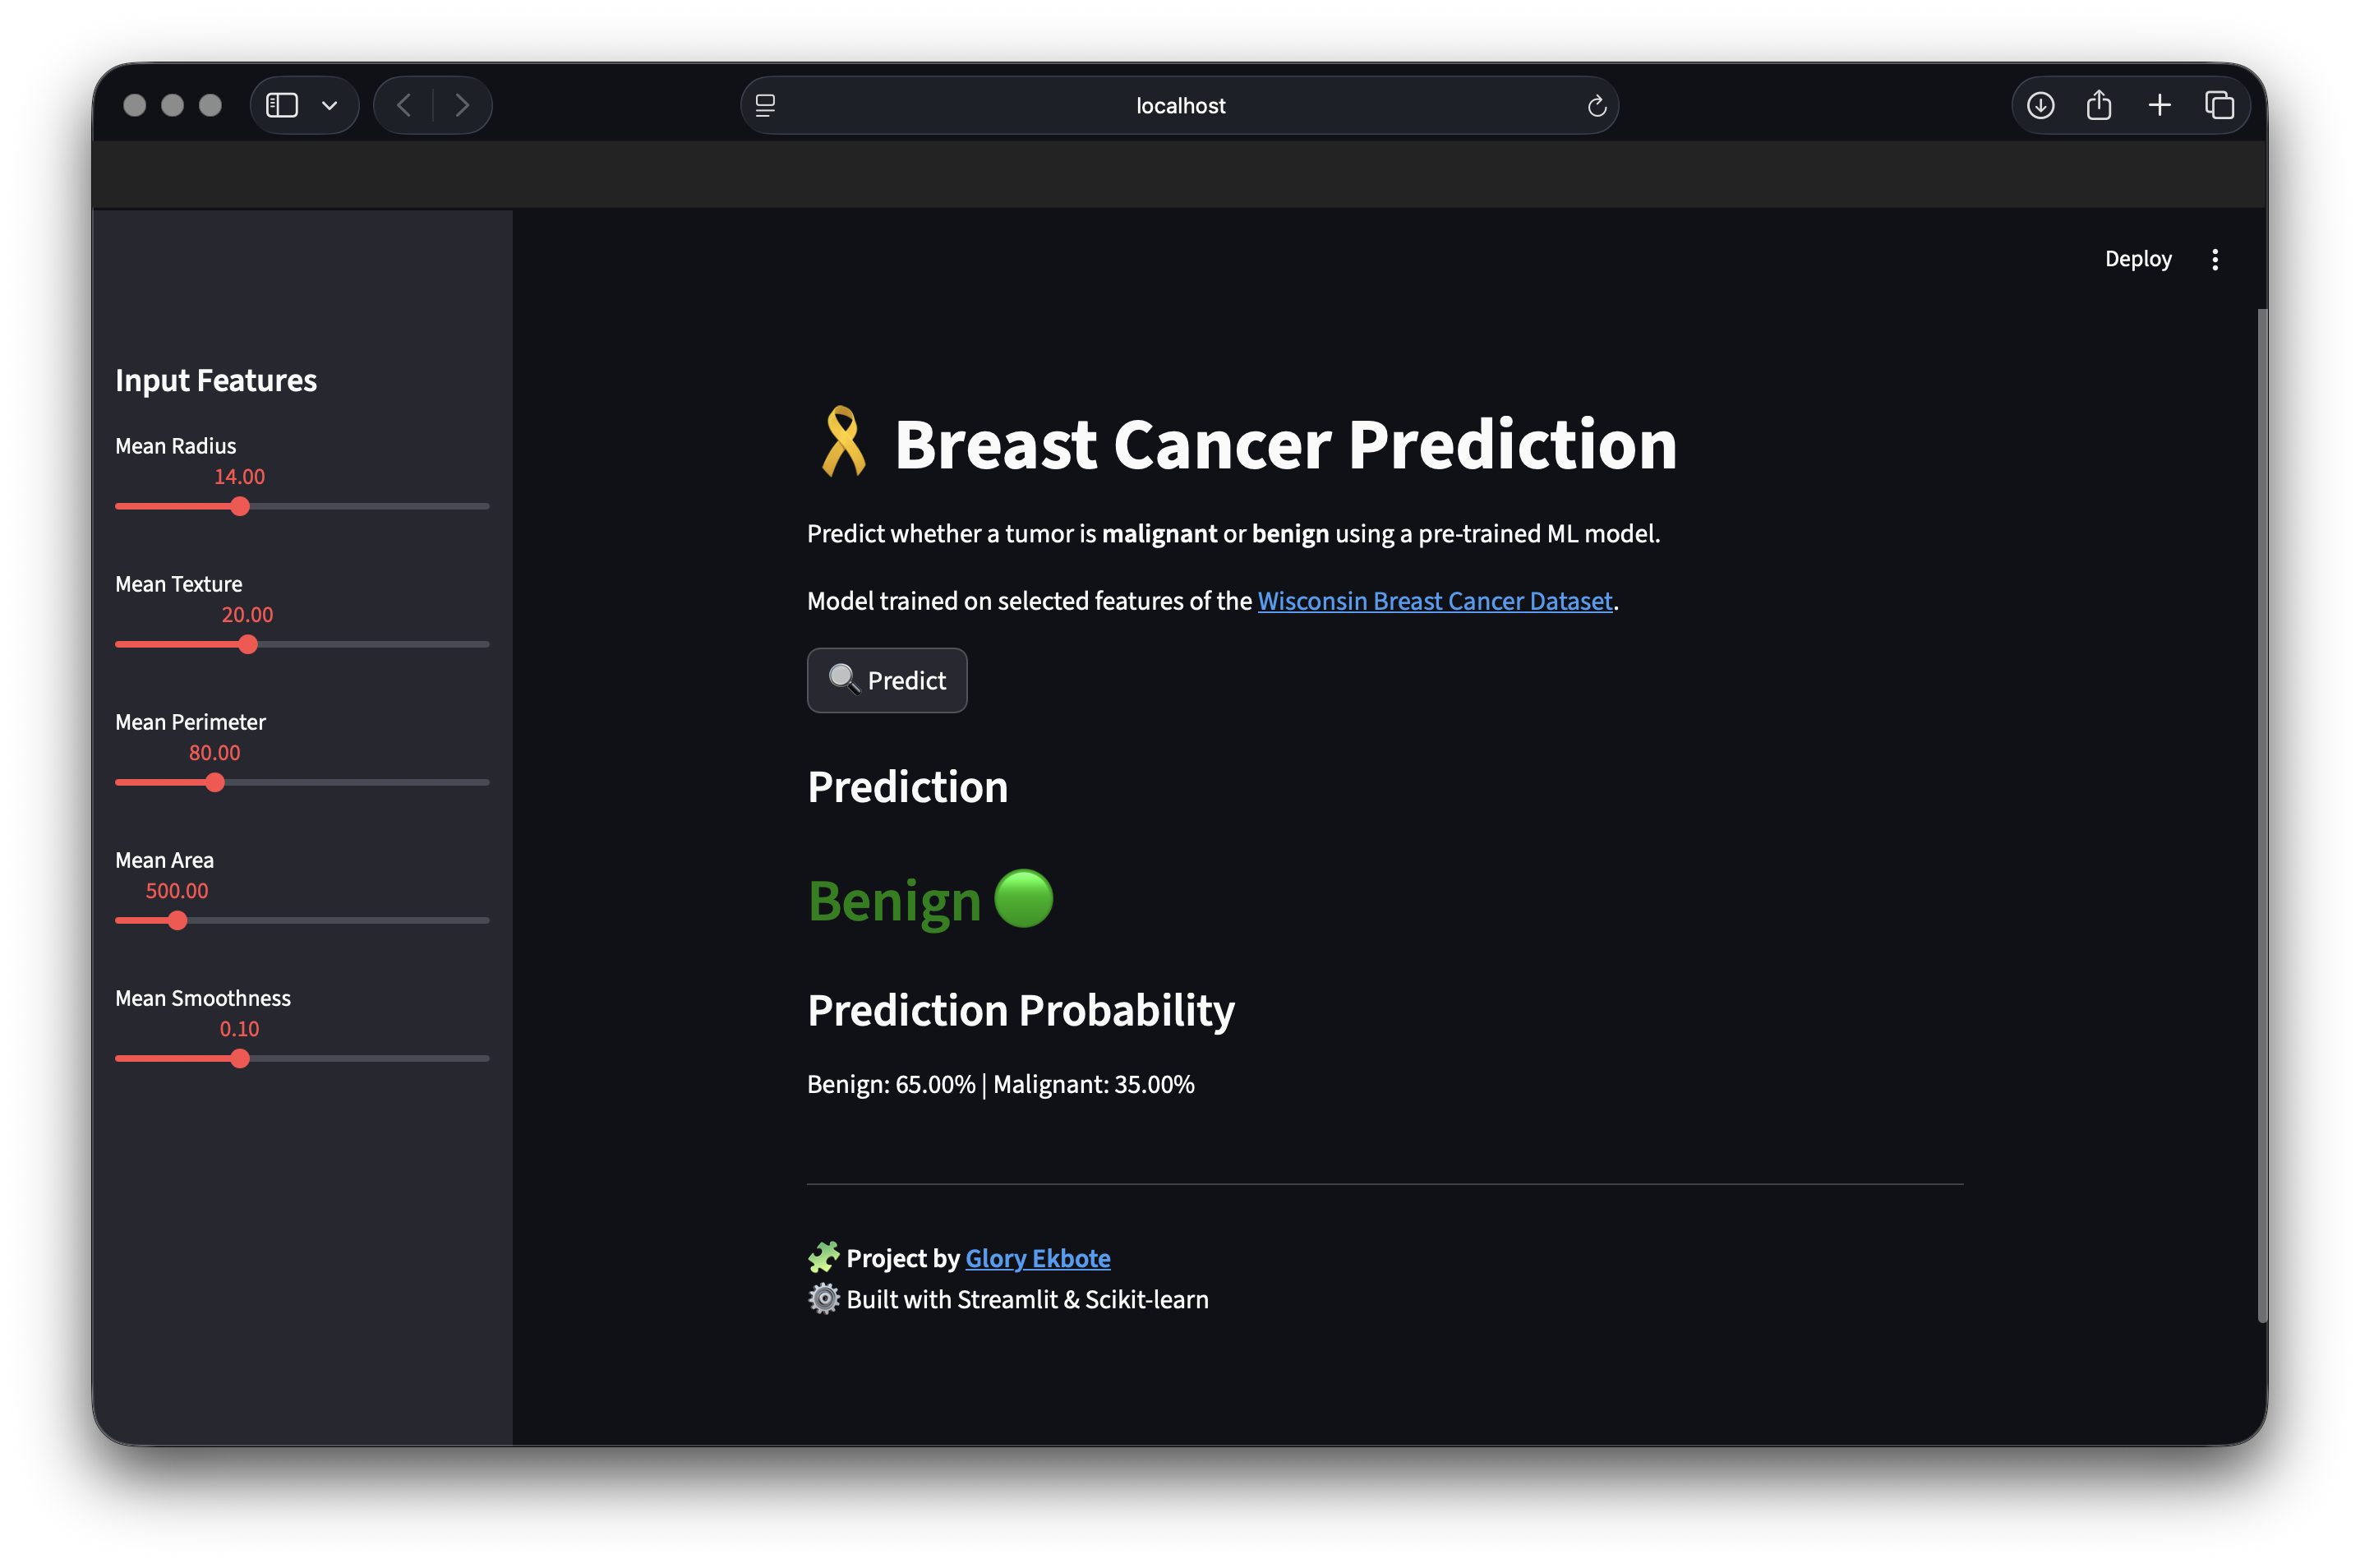 localhost
Deploy
Input Features
Mean Radius
14.00
Mean Texture
20.00
Mean Perimeter
80.00
Mean Area
500.00
Mean Smoothness
0.10
Breast Cancer Prediction
Predict whether a tumor is malignant or benign using a pre-trained ML model.
Model trained on selected features of the Wisconsin Breast Cancer Dataset.
Predict
Prediction
Benign
Prediction Probability
Benign: 65.00% | Malignant: 35.00%
Project by Glory Ekbote
Built with Streamlit & Scikit-learn